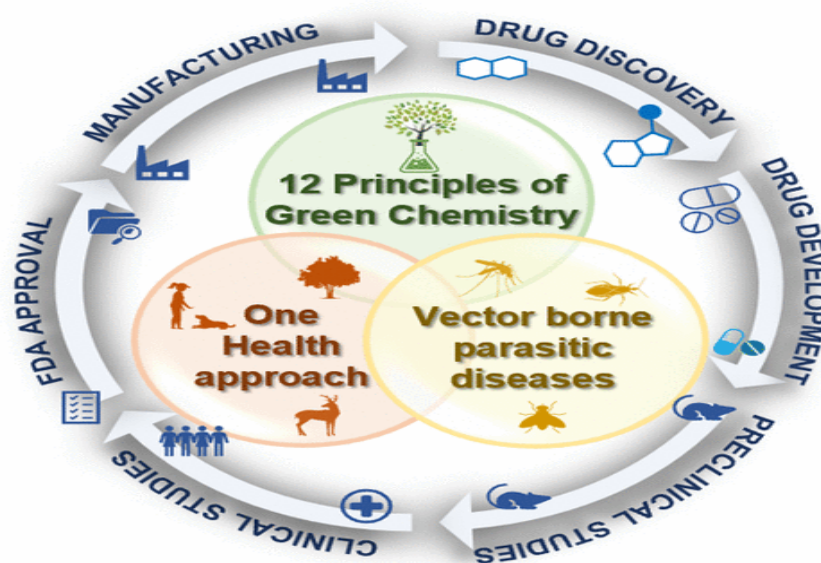 MANUFACTURING
DRUG DISCOVERY
DRUG DEVELOPMENT
PRECLINICAL STUDIES
CLINICAL STUDIES
FDA APPROVAL
12 Principles of
Green Chemistry
One
Health
approach
Vector borne
parasitic
diseases